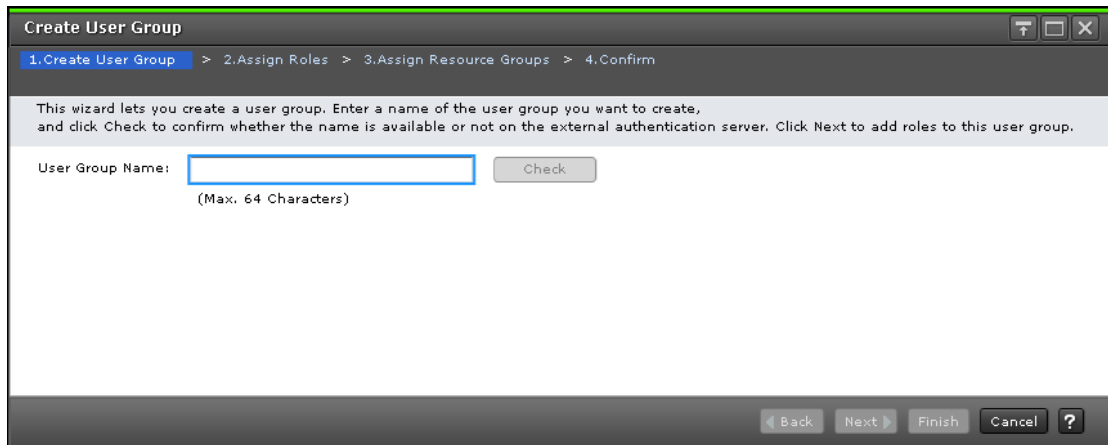 Create User Group
1.Create User Group > 2.Assign Roles > 3.Assign Resource Groups > 4.Confirm
This wizard lets you create a user group. Enter a name of the user group you want to create,
and click Check to confirm whether the name is available or not on the external authentication server. Click Next to add roles to this user group.
User Group Name: Check
(Max. 64 Characters)
Back Next Finish Cancel ?